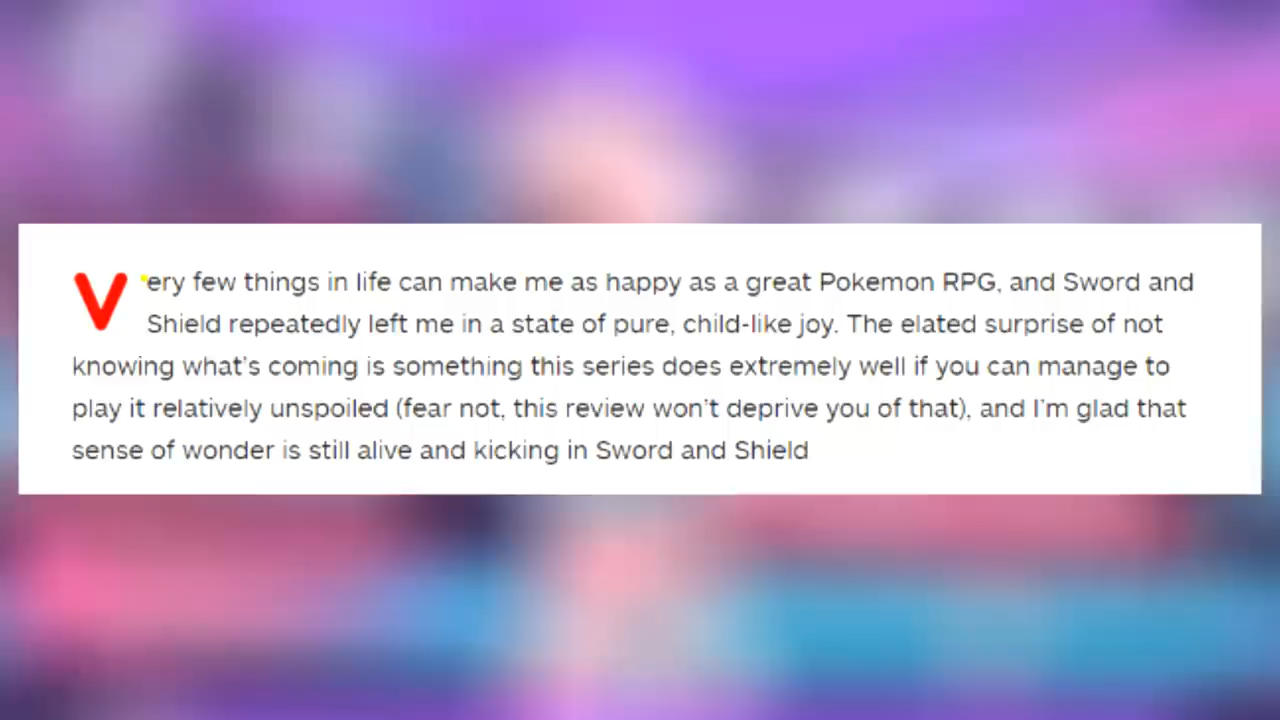 Very few things in life can make me as happy as a great Pokemon RPG, and Sword and
Shield repeatedly left me in a state of pure, child-like joy. The elated surprise of not
knowing what's coming is something this series does extremely well if you can manage to
play it relatively unspoiled (fear not, this review won't deprive you of that), and I'm glad that
sense of wonder is still alive and kicking in Sword and Shield